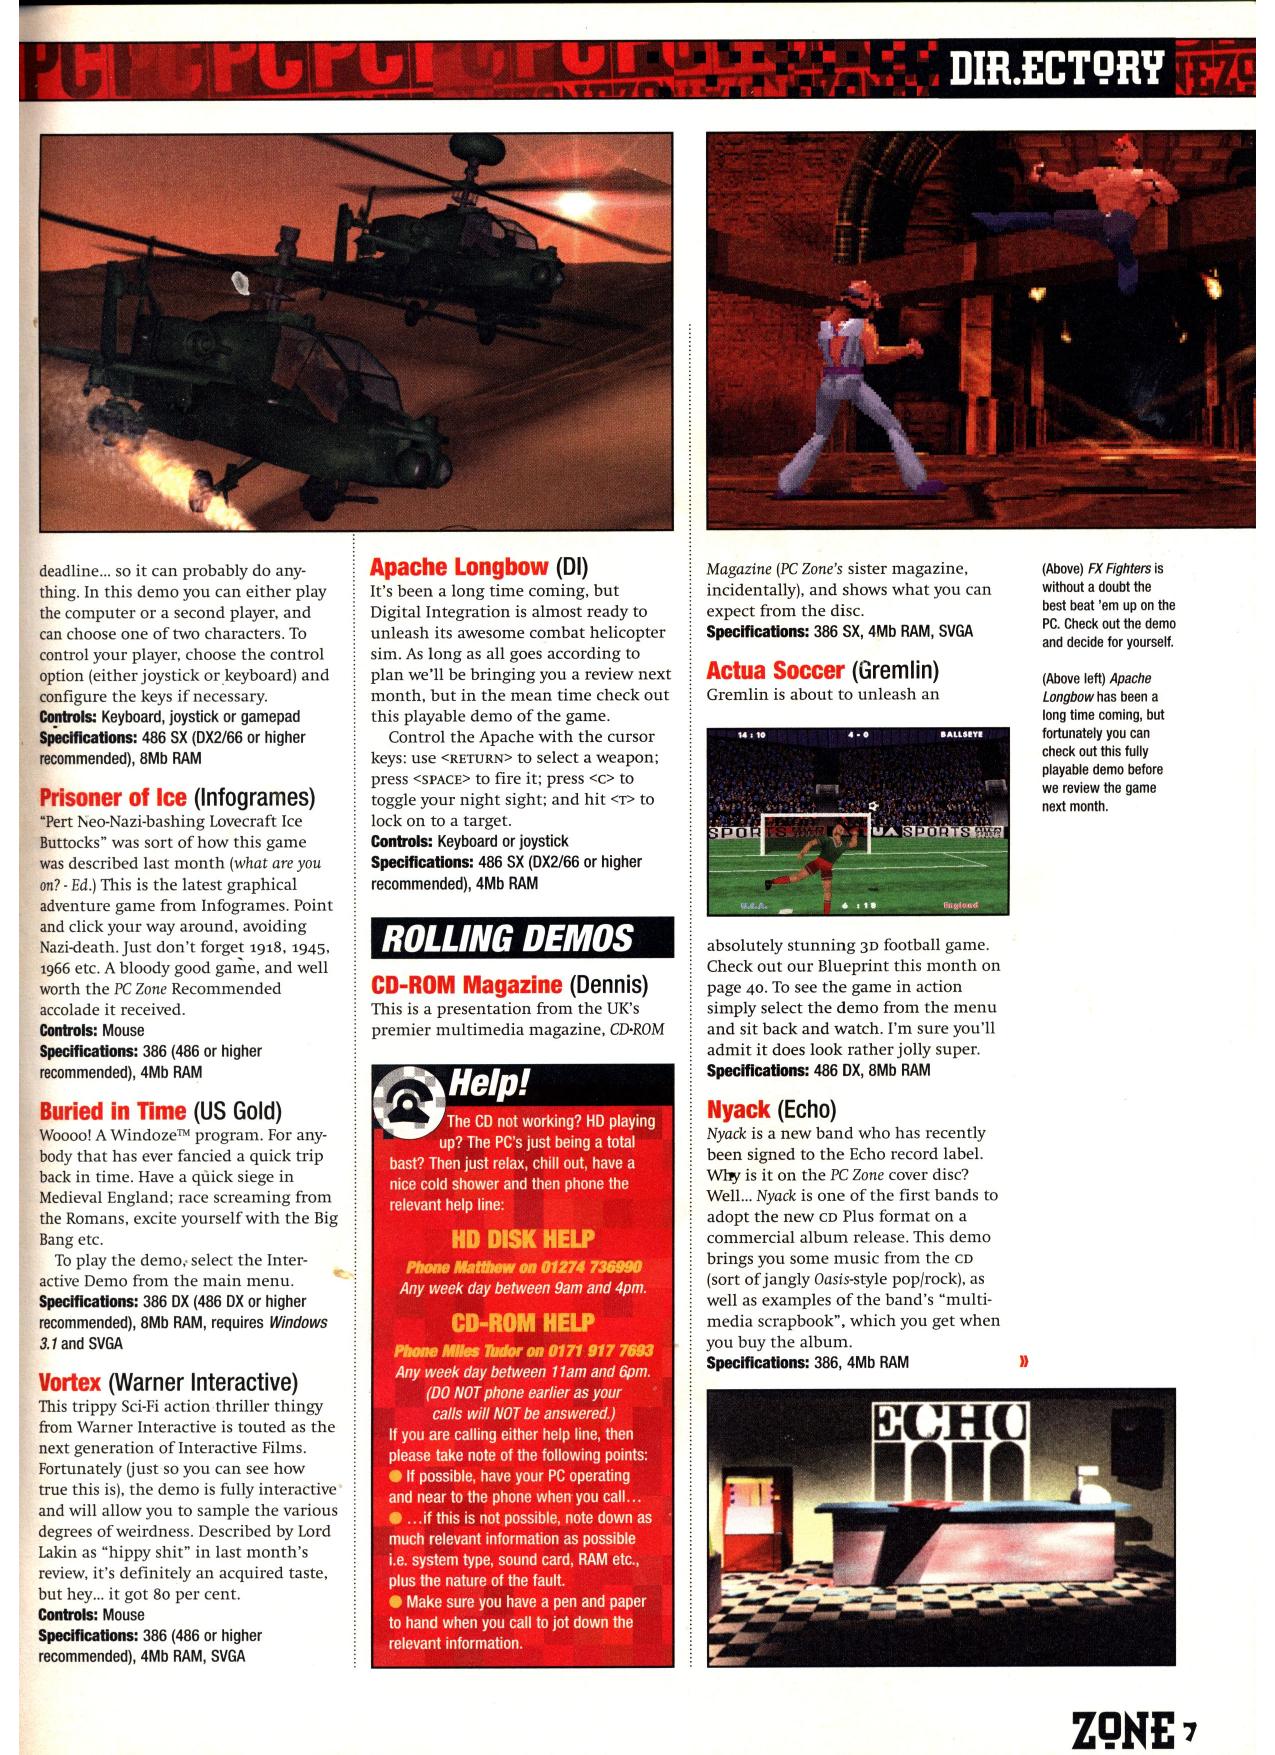 DIR.ECTORY
deadline... so it can probably do any-
thing. In this demo you can either play
the computer or a second player, and
can choose one of two characters. To
control your player, choose the control
option (either joystick or keyboard) and
configure the keys if necessary.
Controls: Keyboard, joystick or gamepad
Specifications: 486 SX (DX2/66 or higher
recommended), 8Mb RAM
Prisoner of Ice (Infogrames)
"Pert Neo-Nazi-bashing Lovecraft Ice
Buttocks" was sort of how this game
was described last month (what are you
on? - Ed.) This is the latest graphical
adventure game from Infogrames. Point
and click your way around, avoiding
Nazi-death. Just don't forget 1918, 1945,
1966 etc. A bloody good game, and well
worth the PC Zone Recommended
accolade it received.
Controls: Mouse
Specifications: 386 (486 or higher
recommended), 4Mb RAM
Buried in Time (US Gold)
Woooo! A Windoze™ program. For any-
body that has ever fancied a quick trip
back in time. Have a quick siege in
Medieval England; race screaming from
the Romans, excite yourself with the Big
Bang etc.
To play the demo, select the Inter-
active Demo from the main menu.
Specifications: 386 DX (486 DX or higher
recommended), 8Mb RAM, requires Windows
3.1 and SVGA
Vortex (Warner Interactive)
This trippy Sci-Fi action thriller thingy
from Warner Interactive is touted as the
next generation of Interactive Films.
Fortunately (just so you can see how
true this is), the demo is fully interactive
and will allow you to sample the various
degrees of weirdness. Described by Lord
Lakin as "hippy shit" in last month's
review, it's definitely an acquired taste,
but hey... it got 80 per cent.
Controls: Mouse
Specifications: 386 (486 or higher
recommended), 4Mb RAM, SVGA
Apache Longbow (DI)
It's been a long time coming, but
Digital Integration is almost ready to
unleash its awesome combat helicopter
sim. As long as all goes according to
plan we'll be bringing you a review next
month, but in the mean time check out
this playable demo of the game.
Control the Apache with the cursor
keys: use <RETURN> to select a weapon;
press <SPACE> to fire it; press <C> to
toggle your night sight; and hit <T> to
lock on to a target.
Controls: Keyboard or joystick
Specifications: 486 SX (DX2/66 or higher
recommended), 4Mb RAM
ROLLING DEMOS
CD-ROM Magazine (Dennis)
This is a presentation from the UK's
premier multimedia magazine, CD-ROM
Help!
The CD not working? HD playing
up? The PC's just being a total
bast? Then just relax, chill out, have a
nice cold shower and then phone the
relevant help line:
HD DISK HELP
Phone Matthew on 01274 736990
Any week day between 9am and 4pm.
CD-ROM HELP
Phone Miles Tudor on 0171 917 7693
Any week day between 11am and 6pm.
(DO NOT phone earlier as your
calls will NOT be answered.)
If you are calling either help line, then
please take note of the following points:
● If possible, have your PC operating
and near to the phone when you call...
● ...if this is not possible, note down as
much relevant information as possible
i.e. system type, sound card, RAM etc.,
plus the nature of the fault.
● Make sure you have a pen and paper
to hand when you call to jot down the
relevant information.
Magazine (PC Zone's sister magazine,
incidentally), and shows what you can
expect from the disc.
Specifications: 386 SX, 4Mb RAM, SVGA
Actua Soccer (Gremlin)
Gremlin is about to unleash an
14:10 4-0 BALLSEYE
SPORTS UA SPORTS
U.S.A. 6 :18 England
absolutely stunning 3D football game.
Check out our Blueprint this month on
page 40. To see the game in action
simply select the demo from the menu
and sit back and watch. I'm sure you'll
admit it does look rather jolly super.
Specifications: 486 DX, 8Mb RAM
Nyack (Echo)
Nyack is a new band who has recently
been signed to the Echo record label.
Why is it on the PC Zone cover disc?
Well... Nyack is one of the first bands to
adopt the new CD Plus format on a
commercial album release. This demo
brings you some music from the CD
(sort of jangly Oasis-style pop/rock), as
well as examples of the band's "multi-
media scrapbook", which you get when
you buy the album.
Specifications: 386, 4Mb RAM
»
ECHO
(Above) FX Fighters is
without a doubt the
best beat 'em up on the
PC. Check out the demo
and decide for yourself.
(Above left) Apache
Longbow has been a
long time coming, but
fortunately you can
check out this fully
playable demo before
we review the game
next month.
ZONE 7